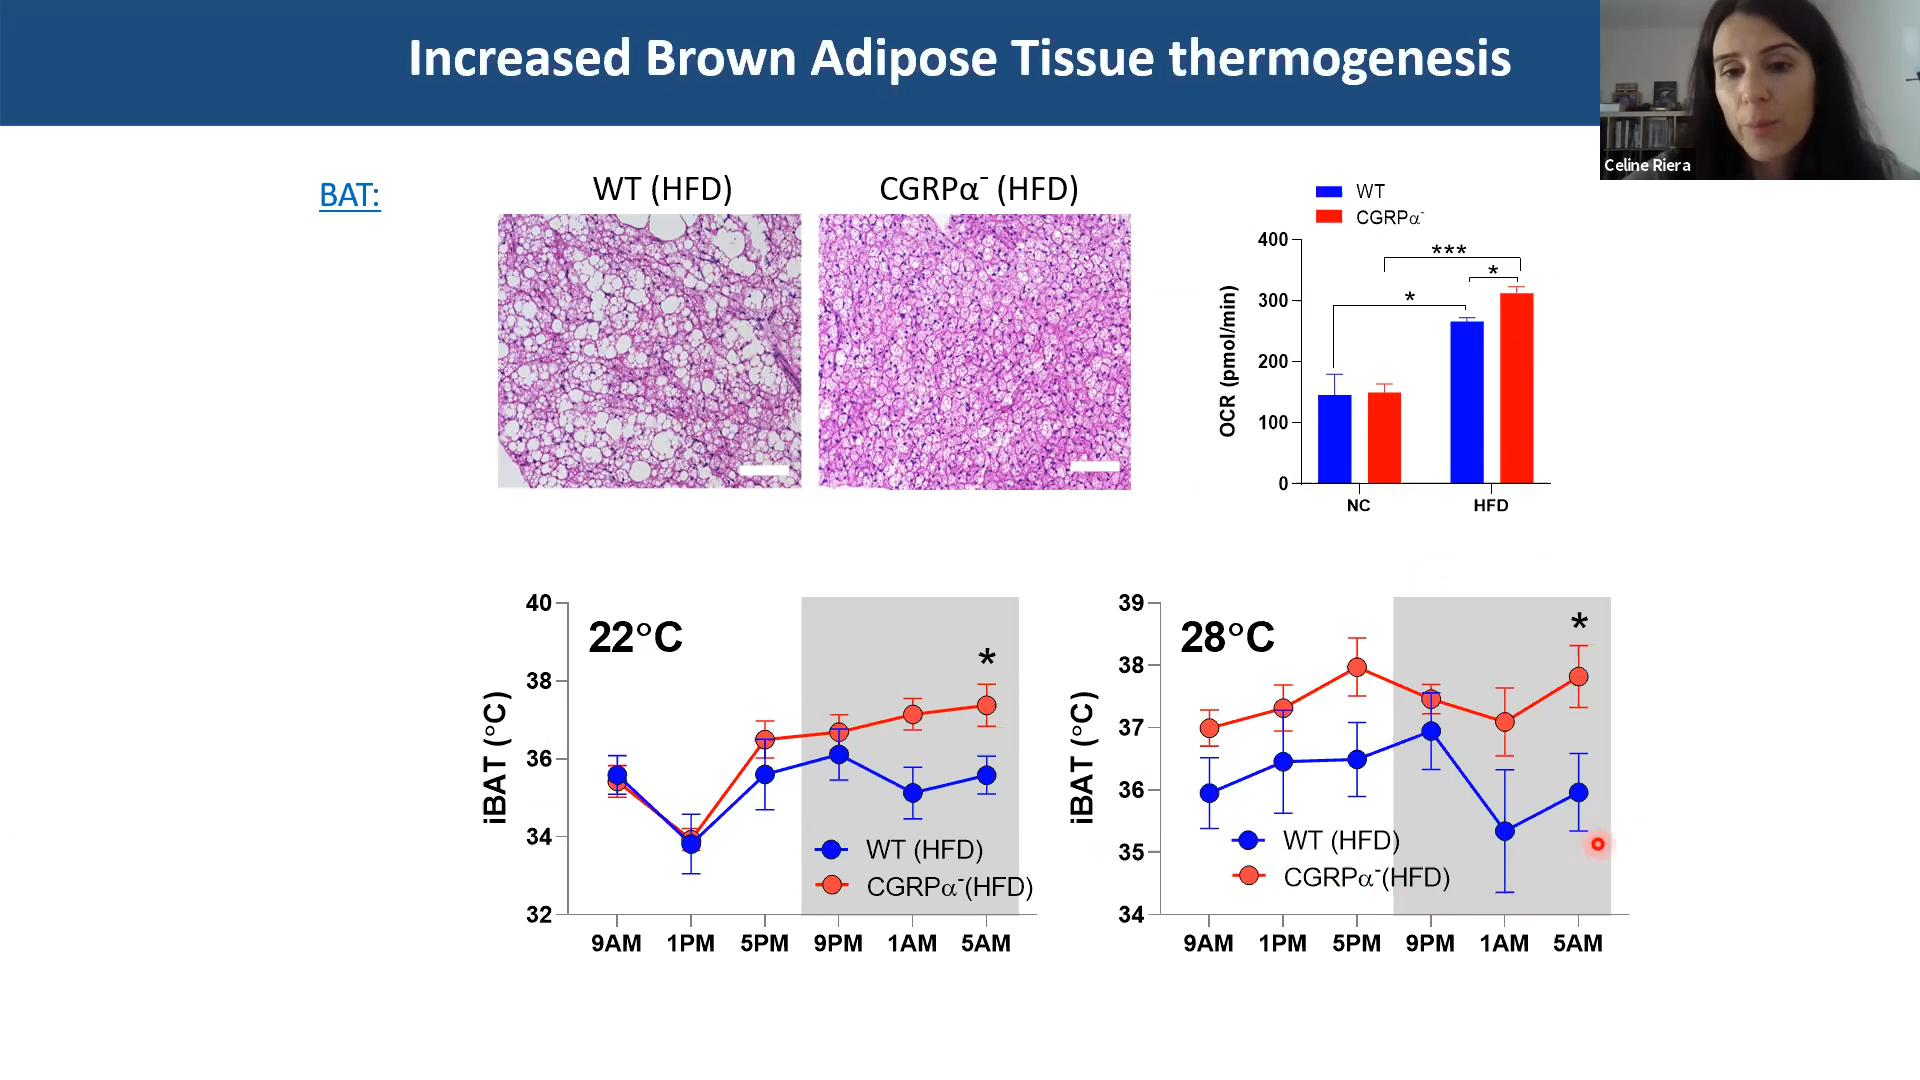 Increased Brown Adipose Tissue thermogenesis
Celine Riera
BAT:
WT (HFD)
CGRPα⁻ (HFD)
WT
CGRPα⁻
400
300
200
100
0
OCR (pmol/min)
***
*
*
NC
HFD
40
38
36
34
32
iBAT (°C)
22°C
*
WT (HFD)
CGRPα⁻(HFD)
9AM 1PM 5PM 9PM 1AM 5AM
39
38
37
36
35
34
iBAT (°C)
28°C
*
WT (HFD)
CGRPα⁻(HFD)
9AM 1PM 5PM 9PM 1AM 5AM